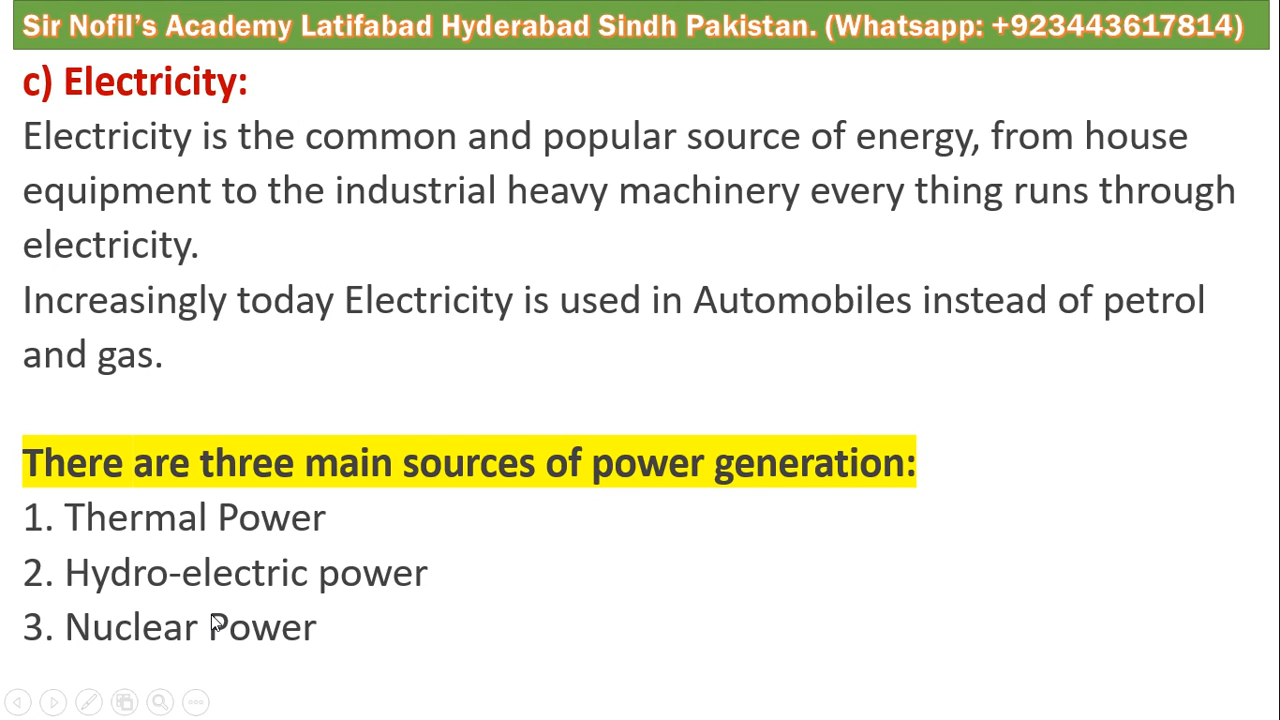 Sir Nofil's Academy Latifabad Hyderabad Sindh Pakistan. (Whatsapp: +923443617814)
c) Electricity:
Electricity is the common and popular source of energy, from house
equipment to the industrial heavy machinery every thing runs through
electricity.
Increasingly today Electricity is used in Automobiles instead of petrol
and gas.
There are three main sources of power generation:
1. Thermal Power
2. Hydro-electric power
3. Nuclear Power